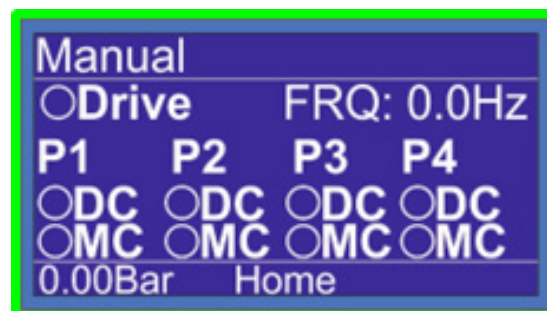 Manual
○Drive FRQ: 0.0Hz
P1 P2 P3 P4
○DC ○DC ○DC ○DC
○MC ○MC ○MC ○MC
0.00Bar Home